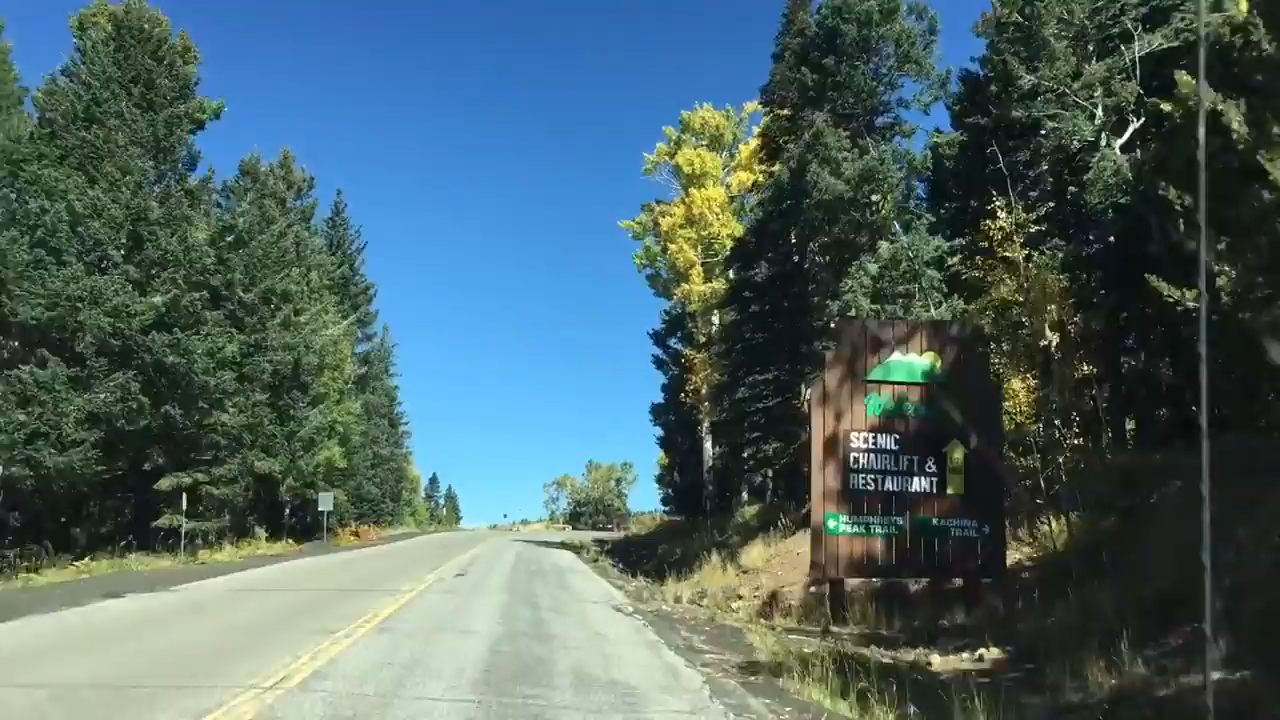 SCENIC
CHAIRLIFT &
RESTAURANT
HUMPHREYS
PEAK TRAIL
KACHINA
TRAIL